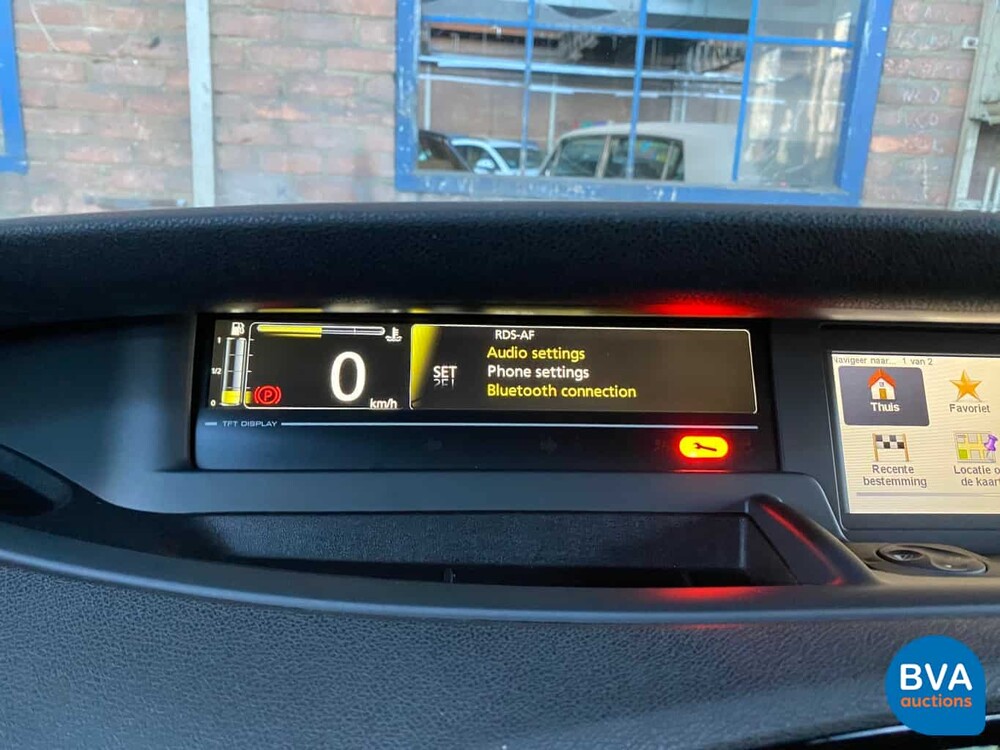 1
1/2
0
P
0
km/h
TFT DISPLAY
RDS-AF
Audio settings
SET
Phone settings
Bluetooth connection
1 van 2
Thuis
Favoriet
Recente
bestemming
Locatie o
de kaart
BVA
auctions